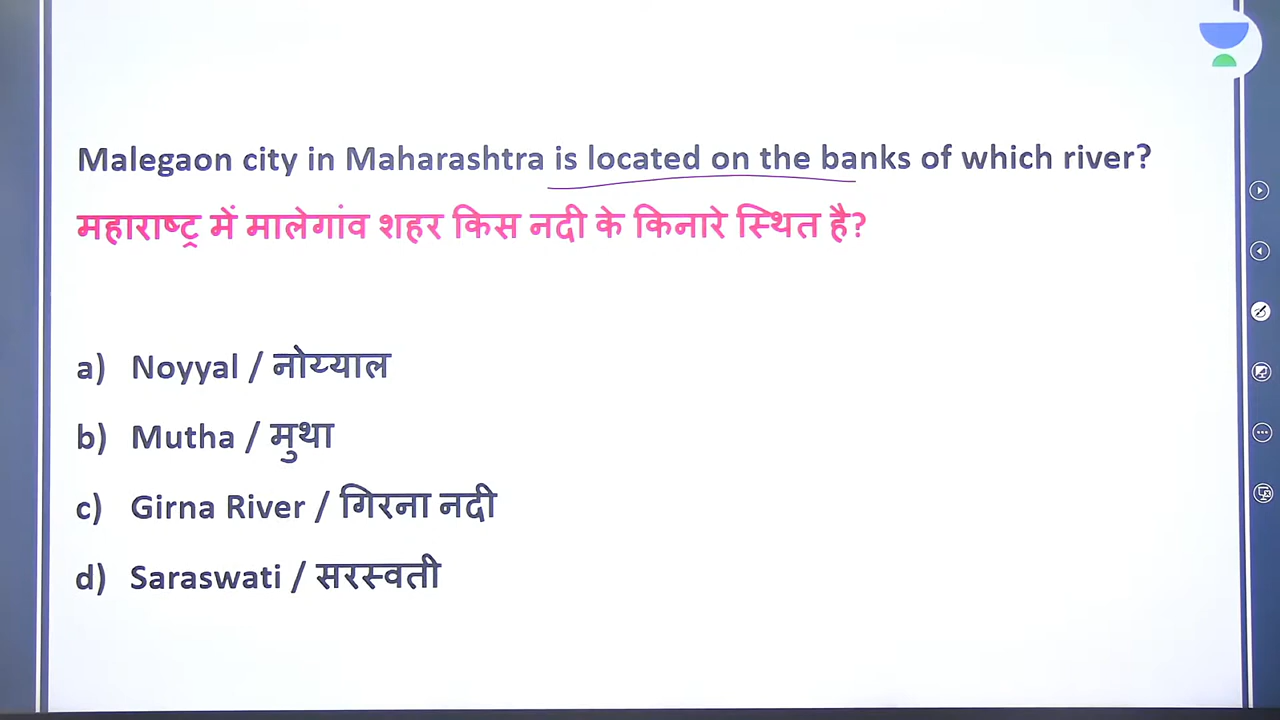 Malegaon city in Maharashtra is located on the banks of which river?
महाराष्ट्र में मालेगांव शहर किस नदी के किनारे स्थित है?
a) Noyyal / नोय्याल
b) Mutha / मुथा
c) Girna River / गिरना नदी
d) Saraswati / सरस्वती